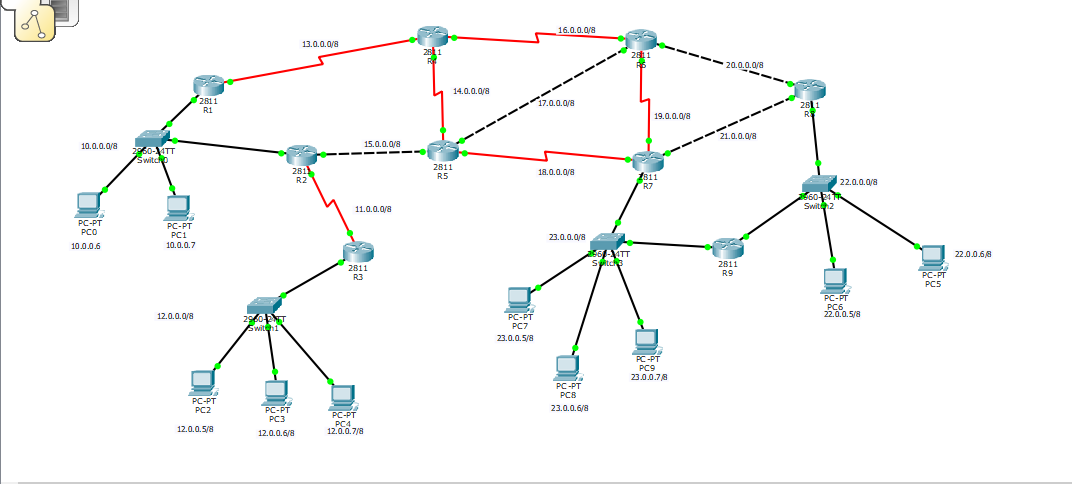 16.0.0.0/8
13.0.0.0/8
2811
R4
2811
R6
20.0.0.0/8
2811
R1
14.0.0.0/8
17.0.0.0/8
2811
19.0.0.0/8
21.0.0.0/8
10.0.0.0/8
2960-24TT
Switch0
15.0.0.0/8
2811
R2
2811
R5
18.0.0.0/8
2811
R7
22.0.0.0/8
2960-24TT
Switch2
11.0.0.0/8
PC-PT
PC0
10.0.0.6
PC-PT
PC1
10.0.0.7
23.0.0.0/8
2960-24TT
Switch3
2811
R9
22.0.0.6/8
PC-PT
PC5
2811
R3
PC-PT
PC6
22.0.0.5/8
12.0.0.0/8
2960-24TT
Switch1
PC-PT
PC7
23.0.0.5/8
PC-PT
PC9
23.0.0.7/8
PC-PT
PC8
23.0.0.6/8
PC-PT
PC2
12.0.0.5/8
PC-PT
PC3
12.0.0.6/8
PC-PT
PC4
12.0.0.7/8